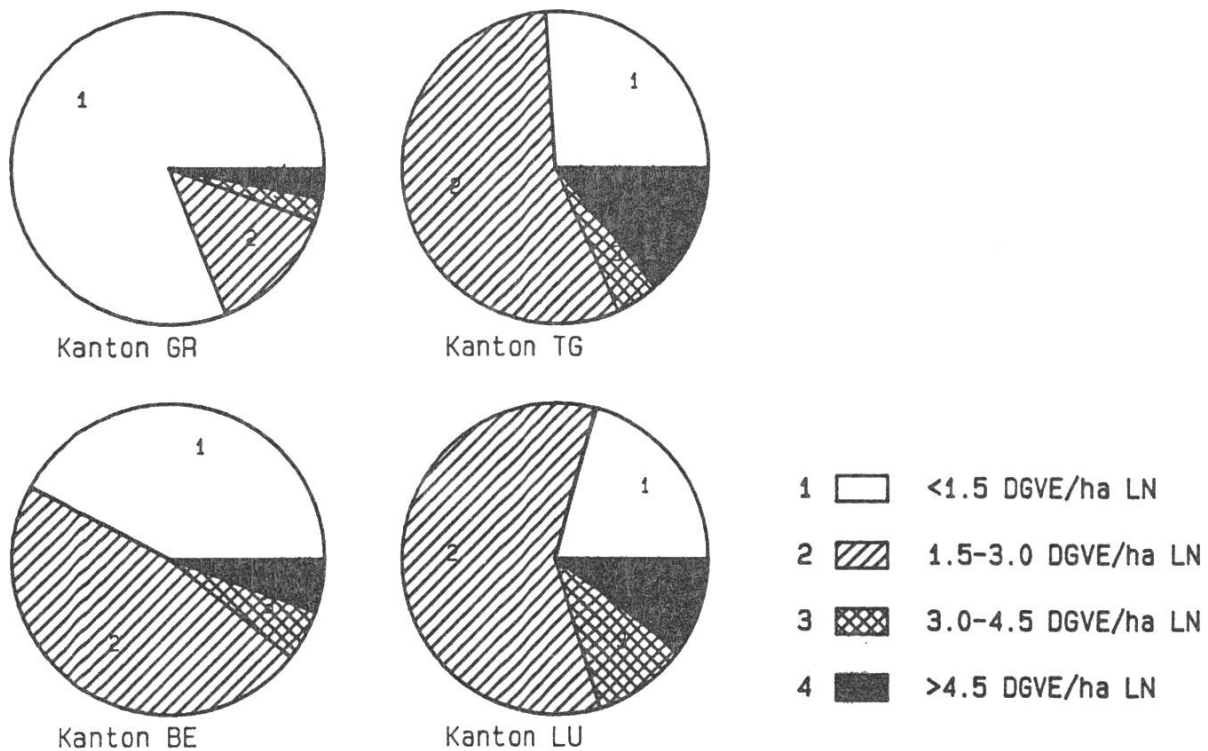 1
2
Kanton GR
1
2
Kanton TG
1
2
Kanton BE
1
2
Kanton LU
1 <1.5 DGVE/ha LN
2 1.5-3.0 DGVE/ha LN
3 3.0-4.5 DGVE/ha LN
4 >4.5 DGVE/ha LN